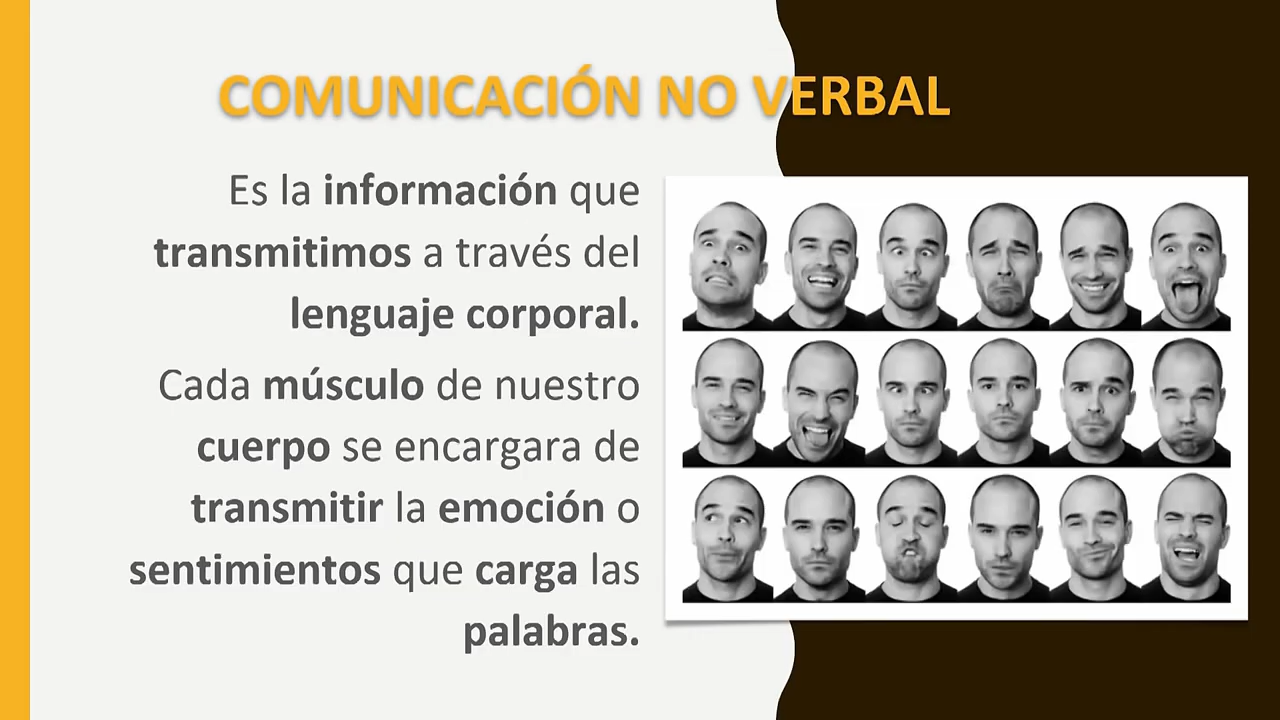 COMUNICACIÓN NO VERBAL
Es la información que
transmitimos a través del
lenguaje corporal.
Cada músculo de nuestro
cuerpo se encargara de
transmitir la emoción o
sentimientos que carga las
palabras.